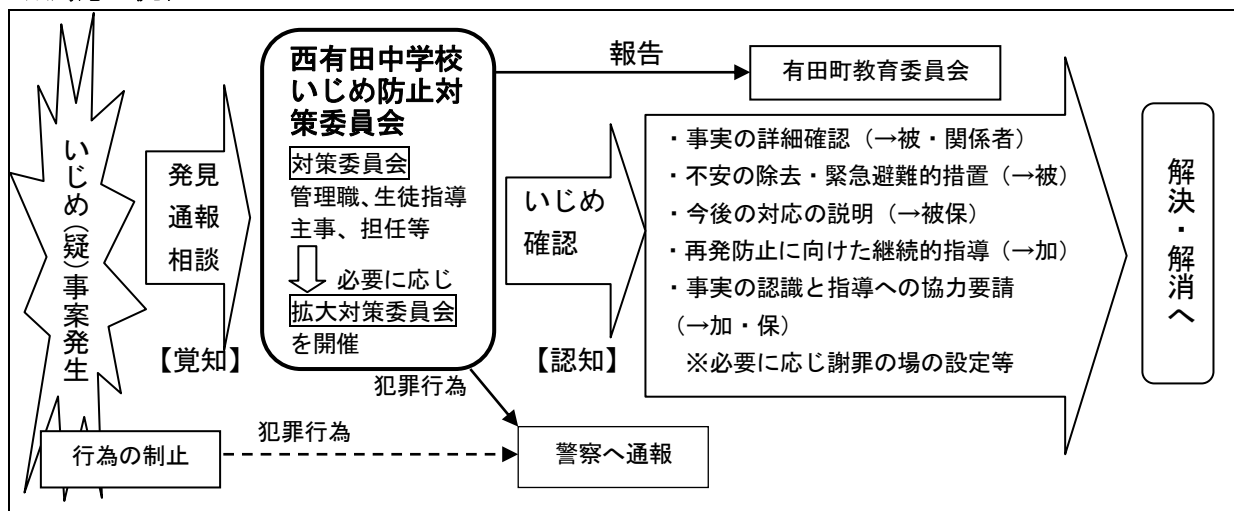 いじめ（疑）事案発生
発見
通報
相談
【覚知】
西有田中学校
いじめ防止対
策委員会
対策委員会
管理職、生徒指導
主事、担任等
必要に応じ
拡大対策委員会
を開催
報告
有田町教育委員会
いじめ
確認
【認知】
・事実の詳細確認（→被・関係者）
・不安の除去・緊急避難的措置（→被）
・今後の対応の説明（→被保）
・再発防止に向けた継続的指導（→加）
・事実の認識と指導への協力要請
（→加・保）
※必要に応じ謝罪の場の設定等
解決・解消へ
犯罪行為
行為の制止
犯罪行為
警察へ通報